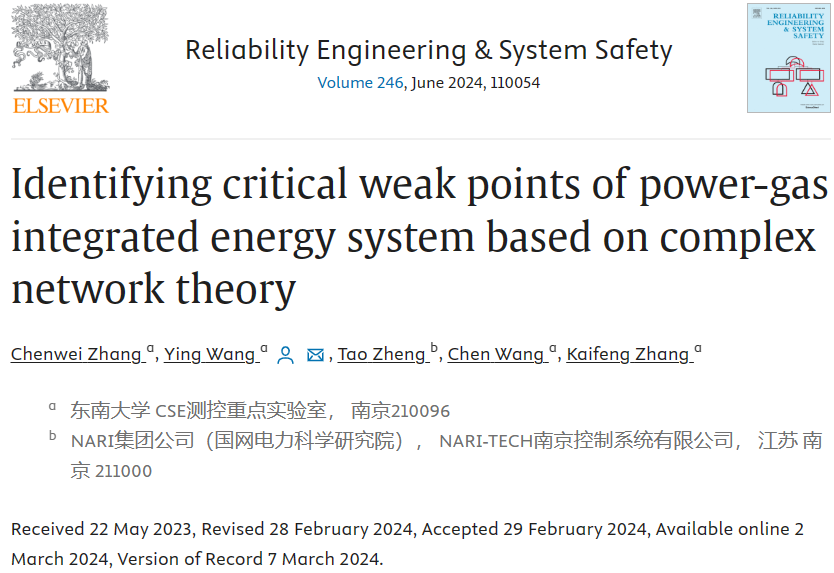 ELSEVIER
Reliability Engineering & System Safety
Volume 246, June 2024, 110054
RELIABILITY
ENGINEERING
& SYSTEM
SAFETY
Identifying critical weak points of power-gas
integrated energy system based on complex
network theory
Chenwei Zhang a, Ying Wang a, Tao Zheng b, Chen Wang a, Kaifeng Zhang a
a 东南大学 CSE测控重点实验室， 南京210096
b NARI集团公司（国网电力科学研究院）， NARI-TECH南京控制系统有限公司， 江苏 南
京 211000
Received 22 May 2023, Revised 28 February 2024, Accepted 29 February 2024, Available online 2
March 2024, Version of Record 7 March 2024.